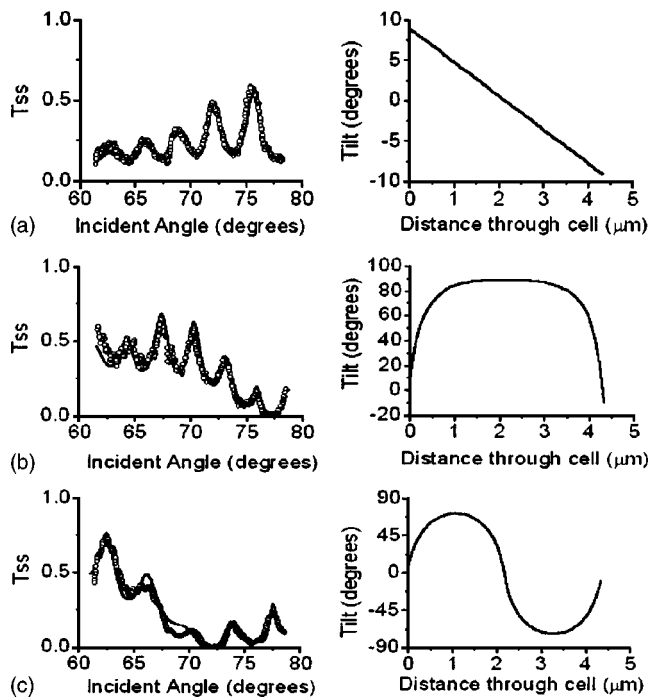 1.0
0.5
0.0
Tss
60 65 70 75 80
(a) Incident Angle (degrees)
10
5
0
-5
-10
Tilt (degrees)
0 1 2 3 4 5
Distance through cell (μm)
1.0
0.5
0.0
Tss
60 65 70 75 80
(b) Incident Angle (degrees)
100
80
60
40
20
0
-20
Tilt (degrees)
0 1 2 3 4 5
Distance through cell (μm)
1.0
0.5
0.0
Tss
60 65 70 75 80
(c) Incident Angle (degrees)
90
45
0
-45
-90
Tilt (degrees)
0 1 2 3 4 5
Distance through cell (μm)